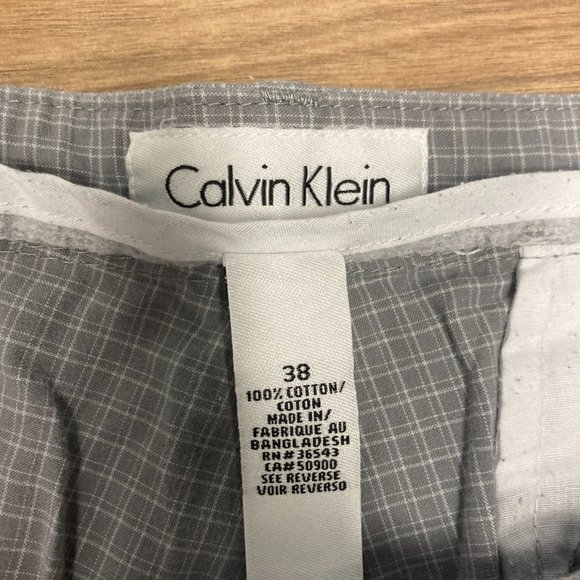 Calvin Klein
38
100% COTTON/
COTON
MADE IN/
FABRIQUE AU
BANGLADESH
RN# 36543
CA# 50900
SEE REVERSE
VOIR REVERSO